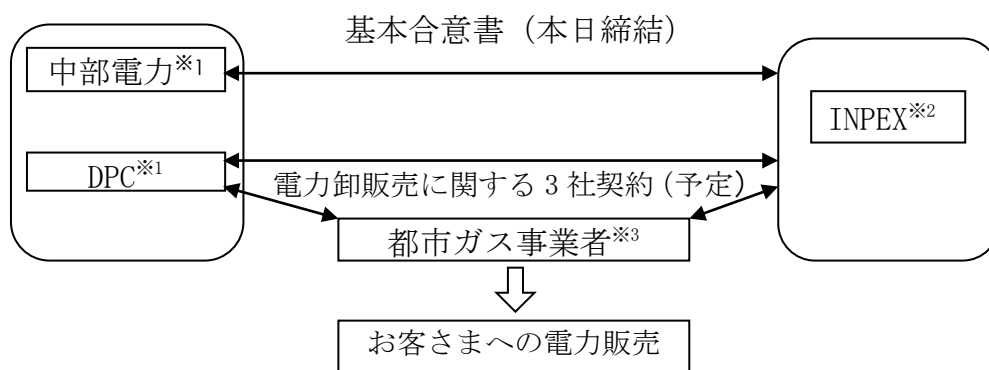 基本合意書（本日締結）
中部電力※1
INPEX※2
DPC※1
電力卸販売に関する3社契約(予定)
都市ガス事業者※3
お客さまへの電力販売